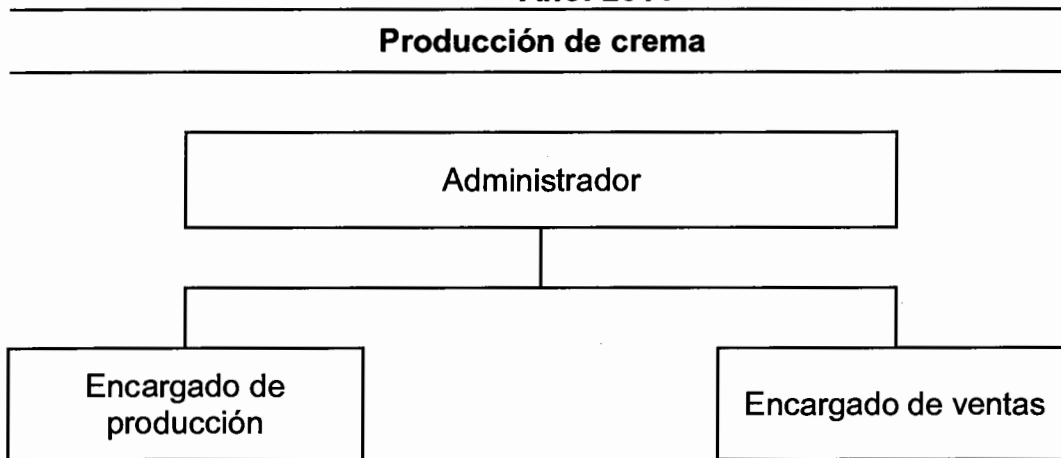 Producción de crema
Administrador
Encargado de
producción
Encargado de ventas